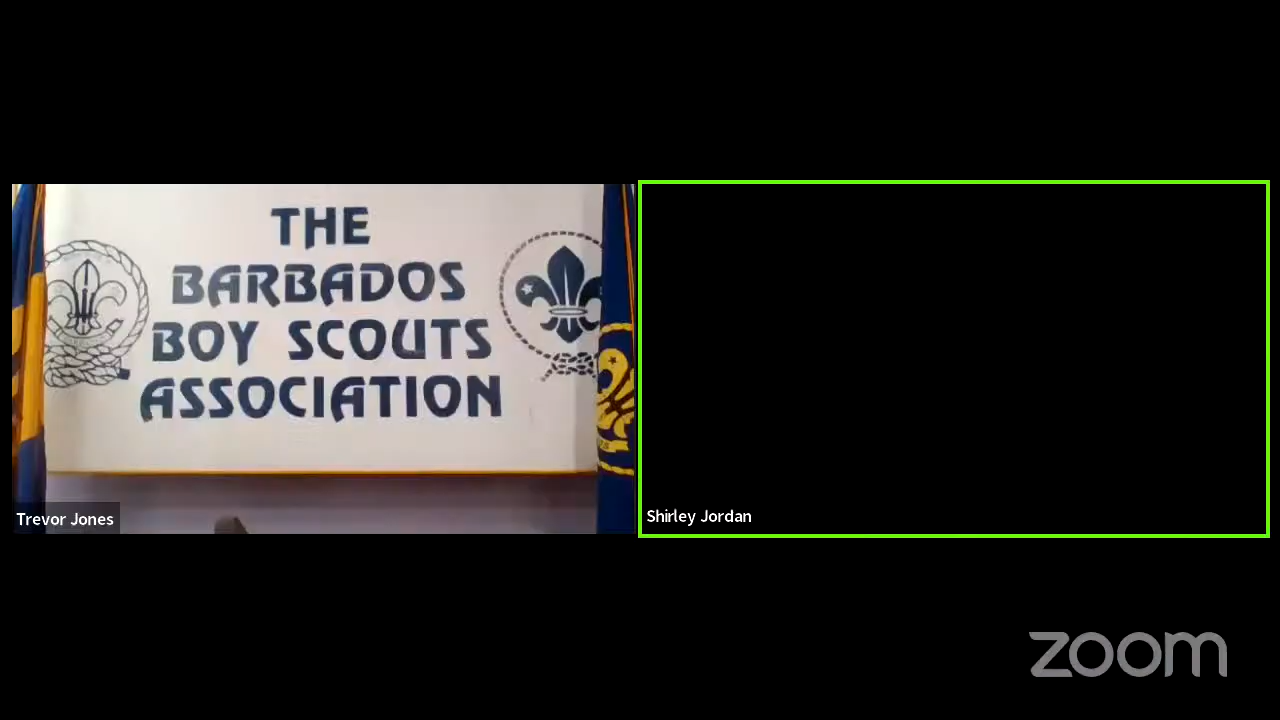 THE
BARBADOS
BOY SCOUTS
ASSOCIATION
Trevor Jones
Shirley Jordan
zoom